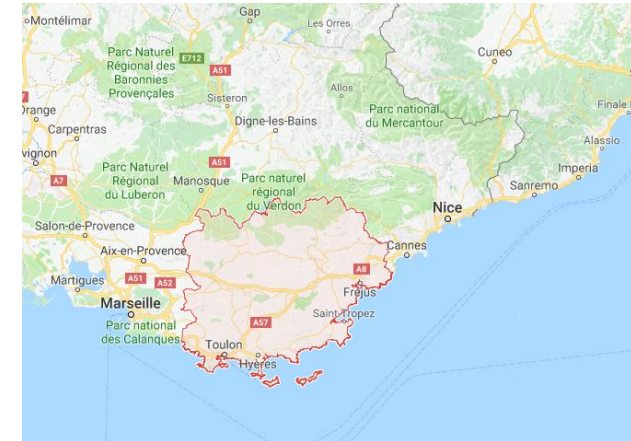 Montélimar
Gap
Les Orres
Cuneo
Parc Naturel
Régional des
Baronnies
Provençales
E712
A51
Allos
Sisteron
Finale
Orange
Digne-les-Bains
Parc national
du Mercantour
Carpentras
Alassio
vignon
A51
Imperia
Parc Naturel
Régional
du Luberon
A7
Manosque
Parc naturel
régional
du Verdon
Sanremo
Nice
Salon-de-Provence
Cannes
Aix-en-Provence
A8
Martigues
A51
A52
Fréjus
Marseille
Saint-Tropez
Parc national
des Calanques
A57
Toulon
Hyères